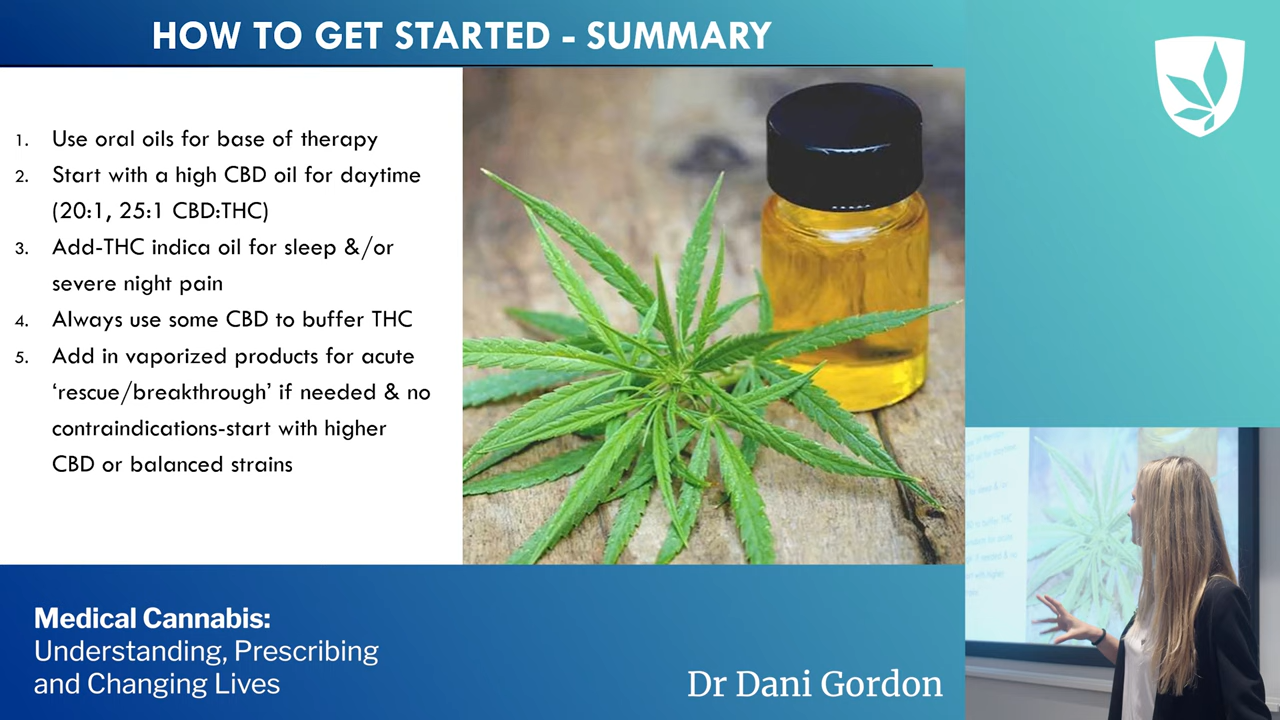 HOW TO GET STARTED - SUMMARY
1. Use oral oils for base of therapy
2. Start with a high CBD oil for daytime
(20:1, 25:1 CBD:THC)
3. Add-THC indica oil for sleep &/or
severe night pain
4. Always use some CBD to buffer THC
5. Add in vaporized products for acute
‘rescue/breakthrough’ if needed & no
contraindications-start with higher
CBD or balanced strains
Medical Cannabis:
Understanding, Prescribing
and Changing Lives
Dr Dani Gordon